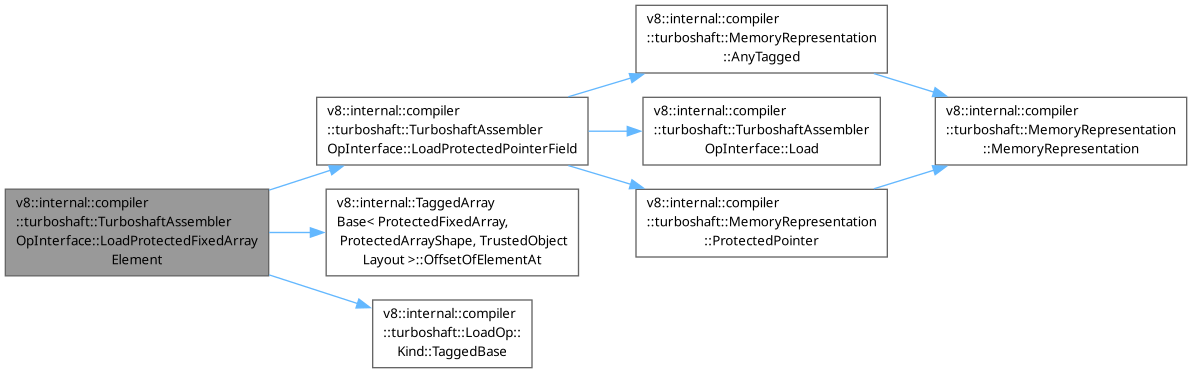 v8::internal::compiler
::turboshaft::TurboshaftAssembler
OpInterface::LoadProtectedFixedArray
Element
v8::internal::compiler
::turboshaft::TurboshaftAssembler
OpInterface::LoadProtectedPointerField
v8::internal::TaggedArray
Base< ProtectedFixedArray,
ProtectedArrayShape, TrustedObject
Layout >::OffsetOfElementAt
v8::internal::compiler
::turboshaft::LoadOp::
Kind::TaggedBase
v8::internal::compiler
::turboshaft::MemoryRepresentation
::AnyTagged
v8::internal::compiler
::turboshaft::TurboshaftAssembler
OpInterface::Load
v8::internal::compiler
::turboshaft::MemoryRepresentation
::ProtectedPointer
v8::internal::compiler
::turboshaft::MemoryRepresentation
::MemoryRepresentation